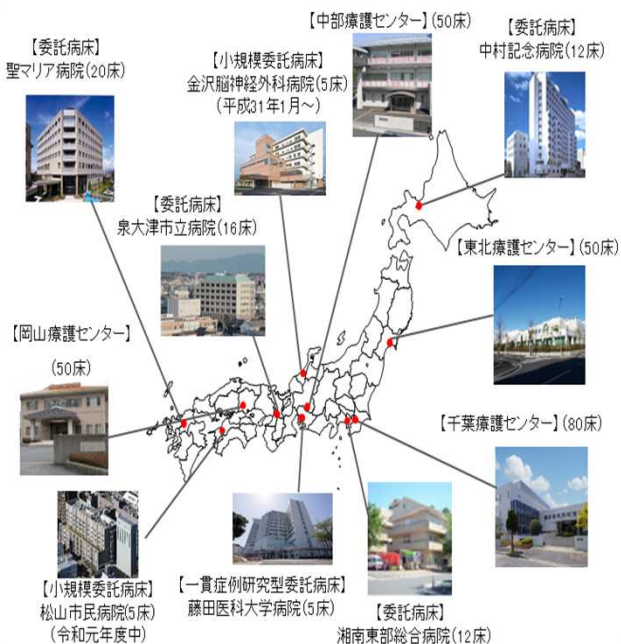 【中部療護センター】(50床)
【委託病床】
中村記念病院(12床)
【委託病床】
聖マリア病院(20床)
【小規模委託病床】
金沢脳神経外科病院(5床)
(平成31年1月~)
【委託病床】
泉大津市立病院(16床)
【東北療護センター】(50床)
【岡山療護センター】
(50床)
【千葉療護センター】(80床)
【小規模委託病床】
松山市民病院(5床)
(令和元年度中)
【一貫症例研究型委託病床】
藤田医科大学病院(5床)
【委託病床】
湘南東部総合病院(12床)